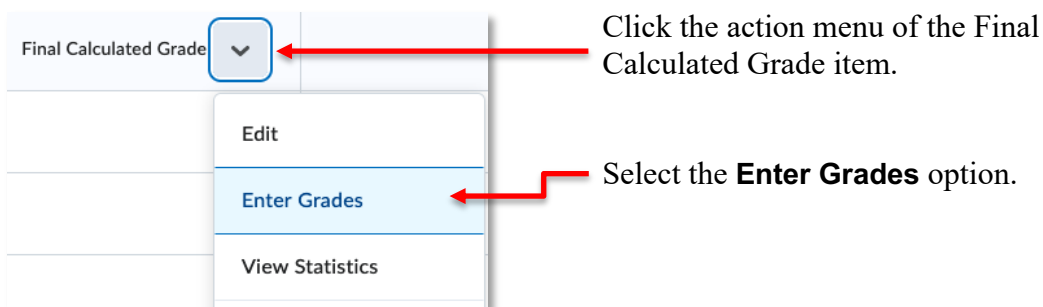 Final Calculated Grade
Click the action menu of the Final
Calculated Grade item.
Edit
Enter Grades
Select the Enter Grades option.
View Statistics